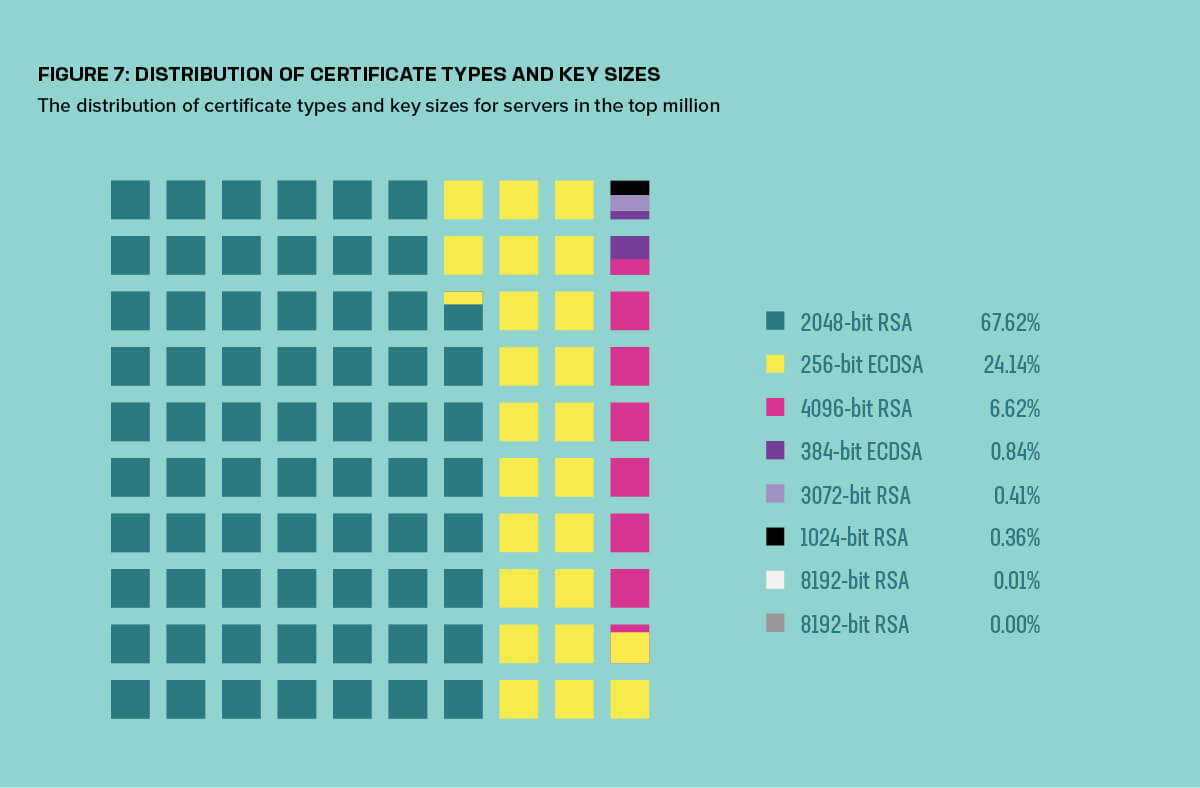 FIGURE 7: DISTRIBUTION OF CERTIFICATE TYPES AND KEY SIZES
The distribution of certificate types and key sizes for servers in the top million
2048-bit RSA 67.62%
256-bit ECDSA 24.14%
4096-bit RSA 6.62%
384-bit ECDSA 0.84%
3072-bit RSA 0.41%
1024-bit RSA 0.36%
8192-bit RSA 0.01%
8192-bit RSA 0.00%